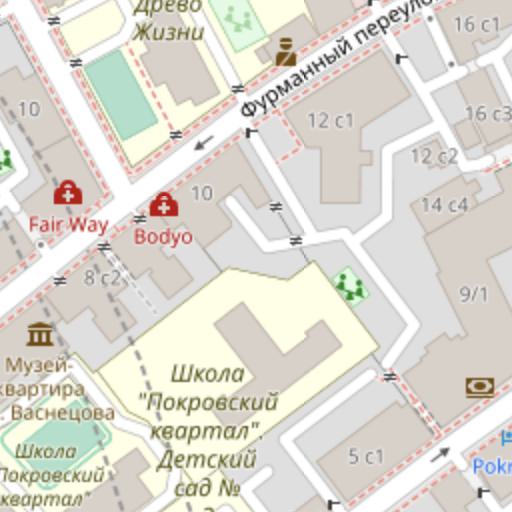 Древо
Жизни
16 с1
Фурманный переуло
10
12 с1
16 с3
12 с2
10
14 с4
Fair Way
Bodyo
8 с2
9/1
Музей-
квартира
. Васнецова
Школа
"Покровский
квартал",
Детский
сад №
Школа
"Покровский
квартал"
5 с1
Pokr